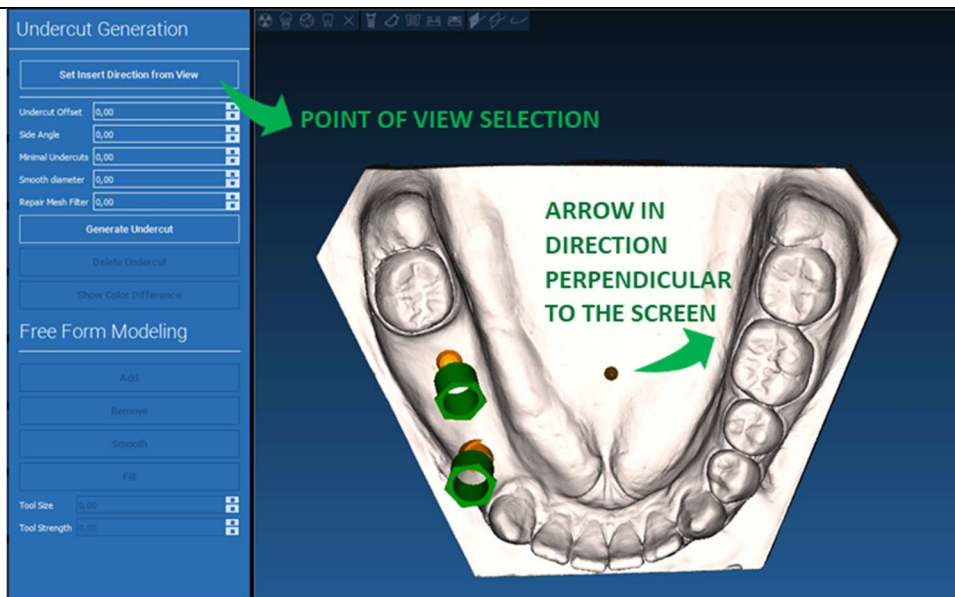 Undercut Generation
Set Insert Direction from View
Undercut Offset 0,00
Side Angle 0,00
Minimal Undercuts 0,00
Smooth diameter 0,00
Repair Mesh Filter 0,00
Generate Undercut
Delete Undercut
Show Color Difference
Free Form Modeling
Add
Remove
Smooth
Fill
Tool Size 0,00
Tool Strength 0,00
POINT OF VIEW SELECTION
ARROW IN
DIRECTION
PERPENDICULAR
TO THE SCREEN